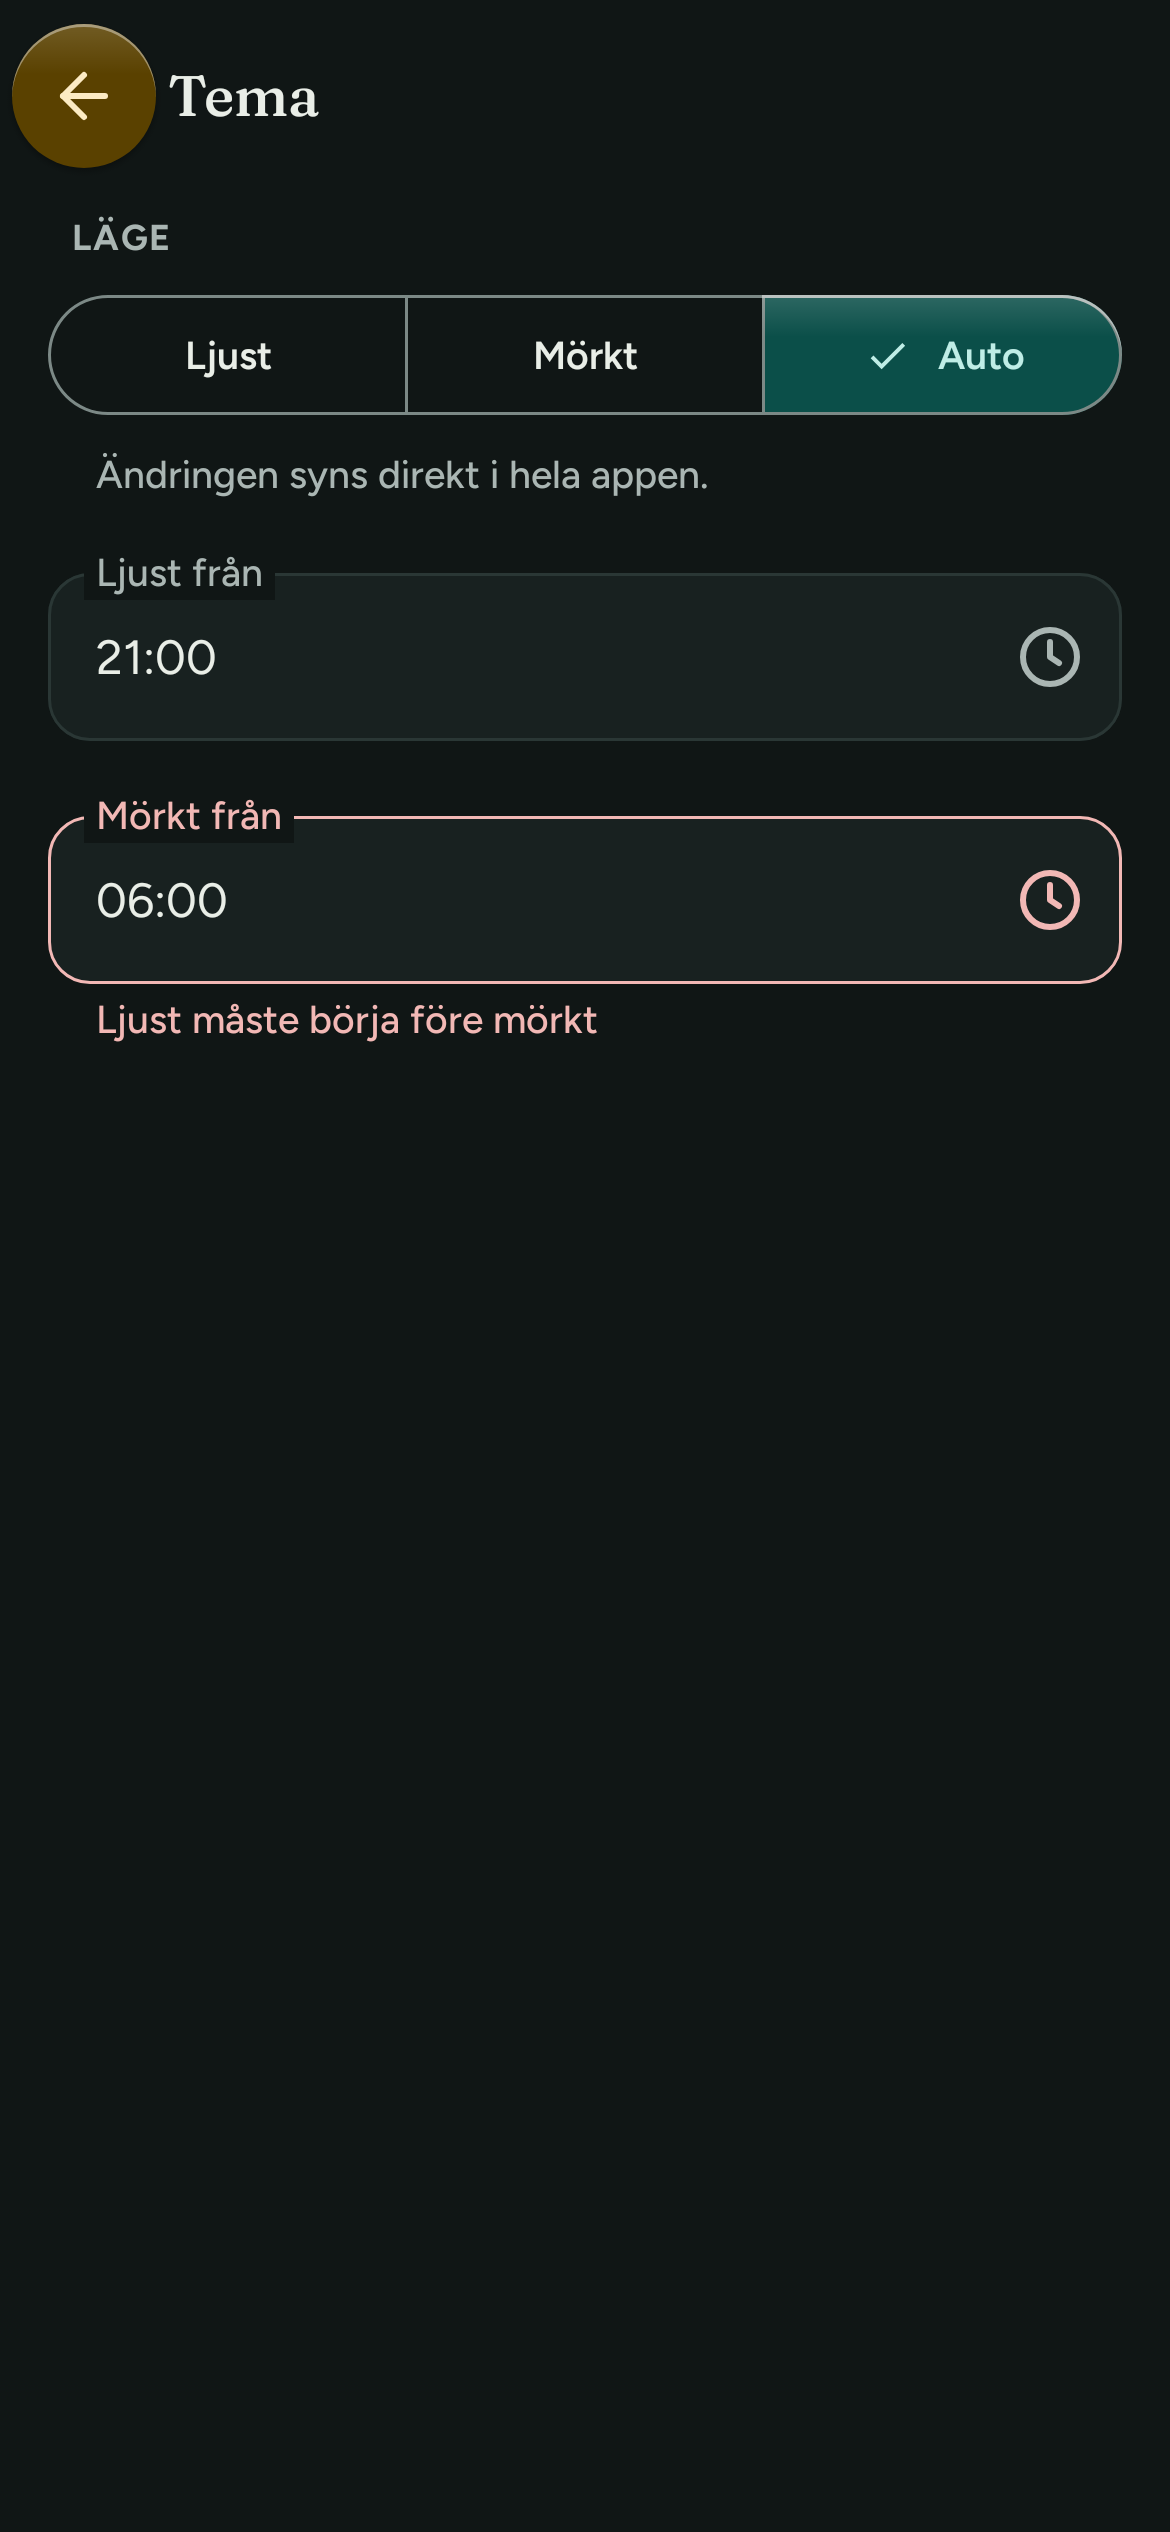 Tema
LÄGE
Ljust
Mörkt
Auto
Ändringen syns direkt i hela appen.
Ljust från
21:00
Mörkt från
06:00
Ljust måste börja före mörkt